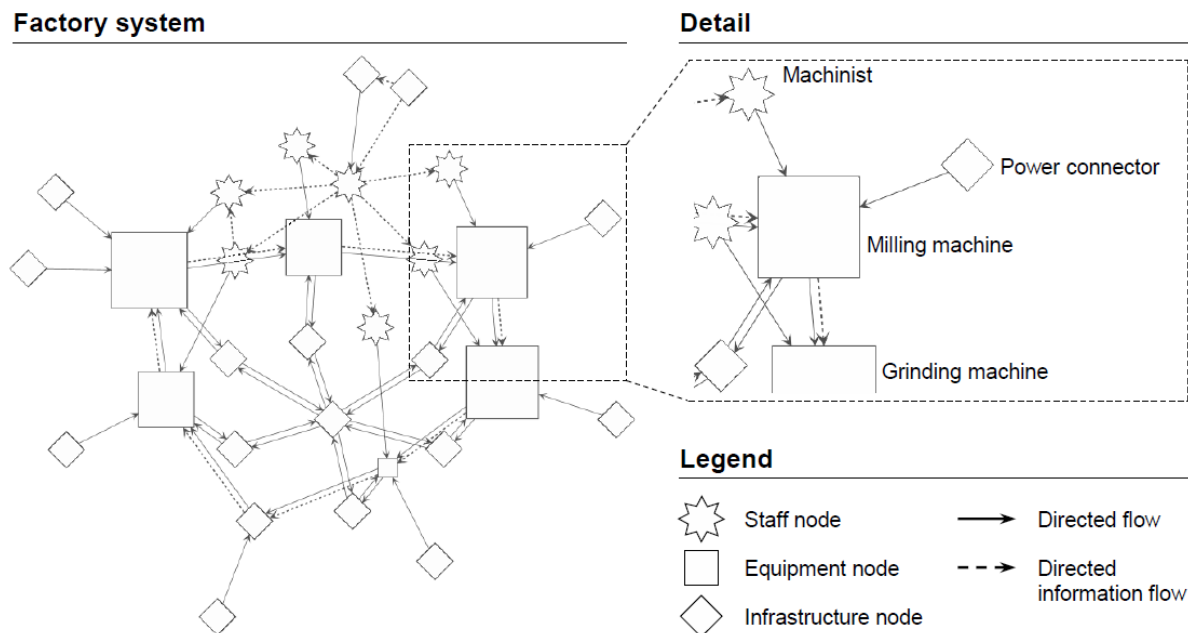 Factory system
Detail
Machinist
Power connector
Milling machine
Grinding machine
Legend
Staff node
Directed flow
Equipment node
Directed
information flow
Infrastructure node